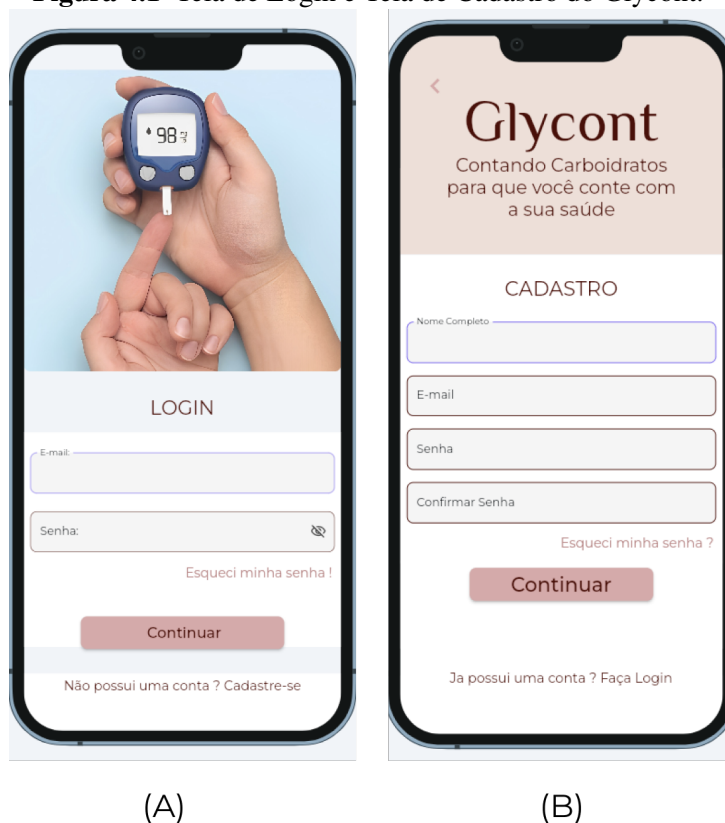 Figura 4.1 Tela de Login e Tela de Cadastro do Glycont.
98
LOGIN
E-mail:
Senha:
Esqueci minha senha !
Continuar
Não possui uma conta ? Cadastre-se
(A)
Glycont
Contando Carboidratos
para que você conte com
a sua saúde
CADASTRO
Nome Completo
E-mail
Senha
Confirmar Senha
Esqueci minha senha ?
Continuar
Ja possui uma conta ? Faça Login
(B)